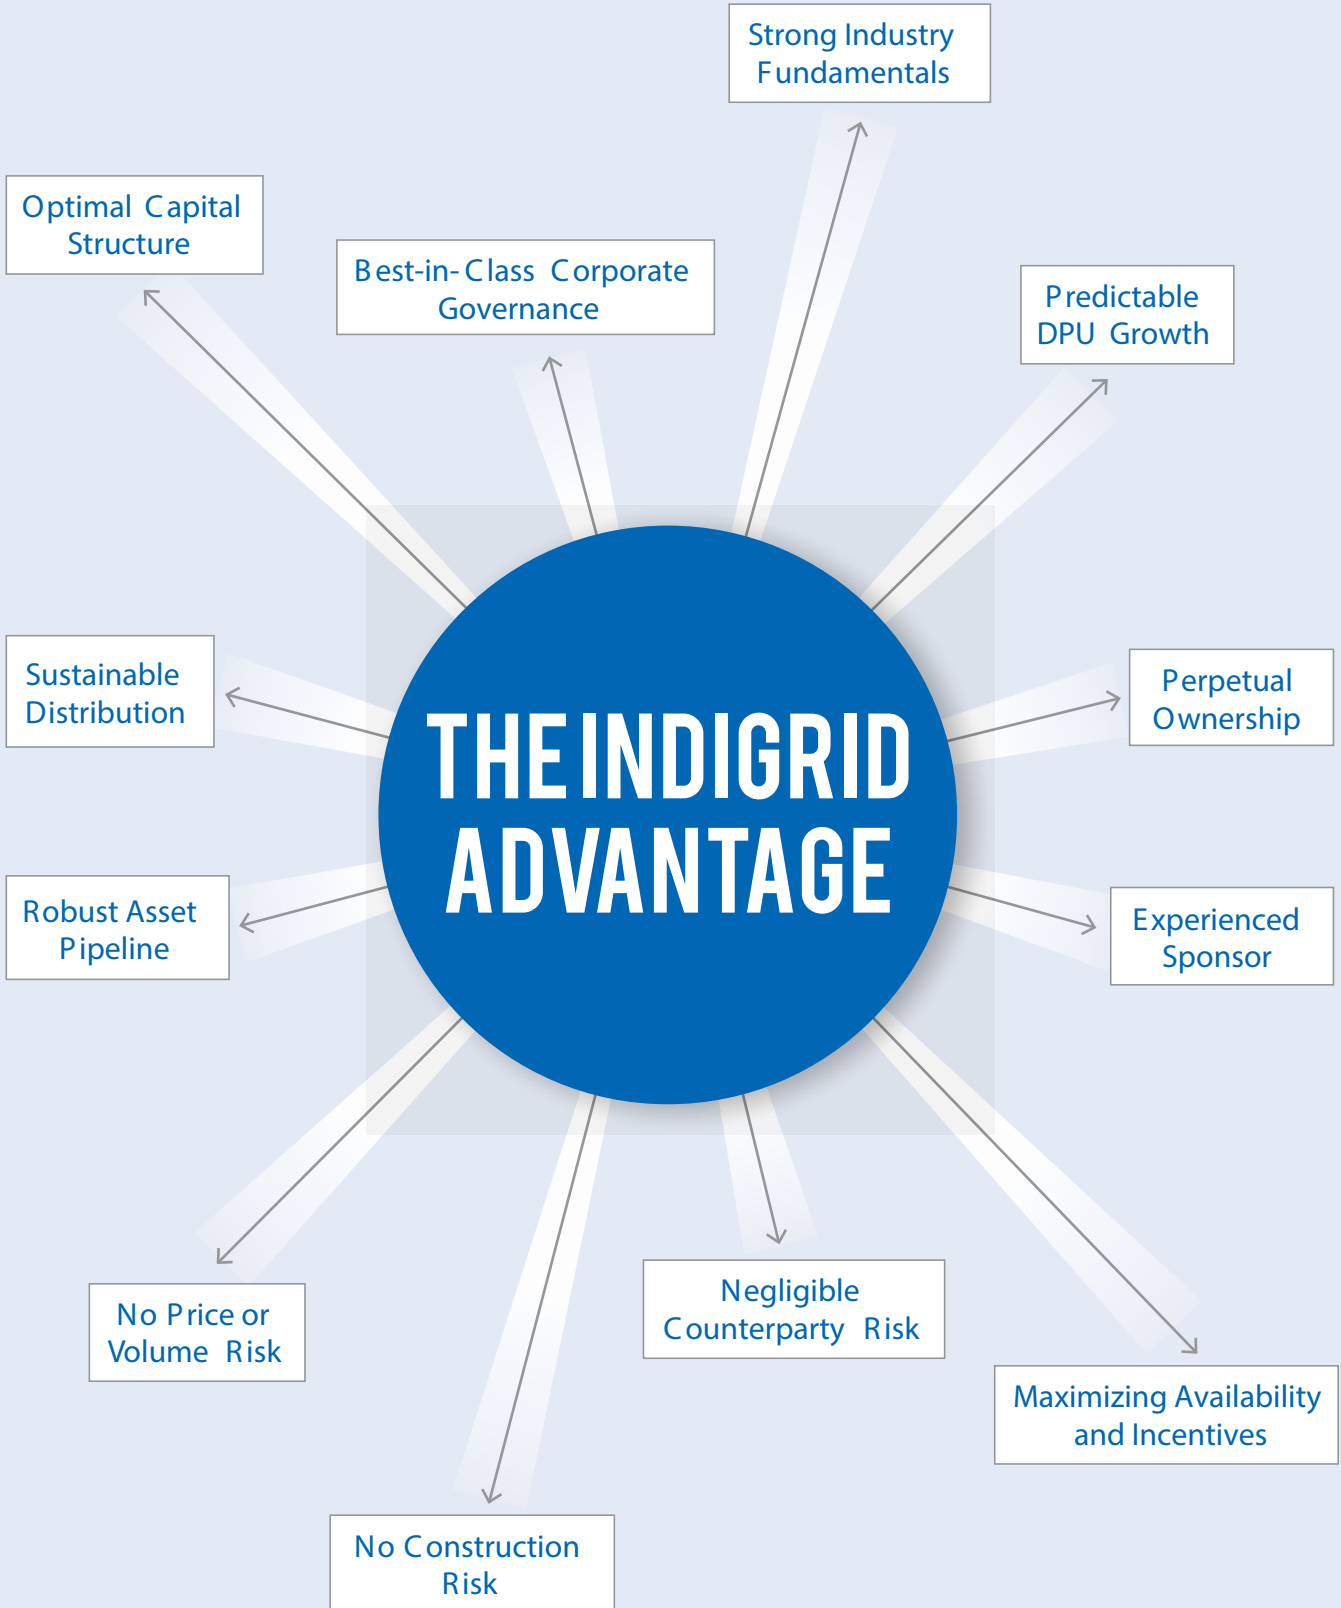 Strong Industry
Fundamentals
Optimal Capital
Structure
Best-in-Class Corporate
Governance
Predictable
DPU Growth
Sustainable
Distribution
Perpetual
Ownership
THE INDIGRID
ADVANTAGE
Robust Asset
Pipeline
Experienced
Sponsor
No Price or
Volume Risk
Negligible
Counterparty Risk
Maximizing Availability
and Incentives
No Construction
Risk